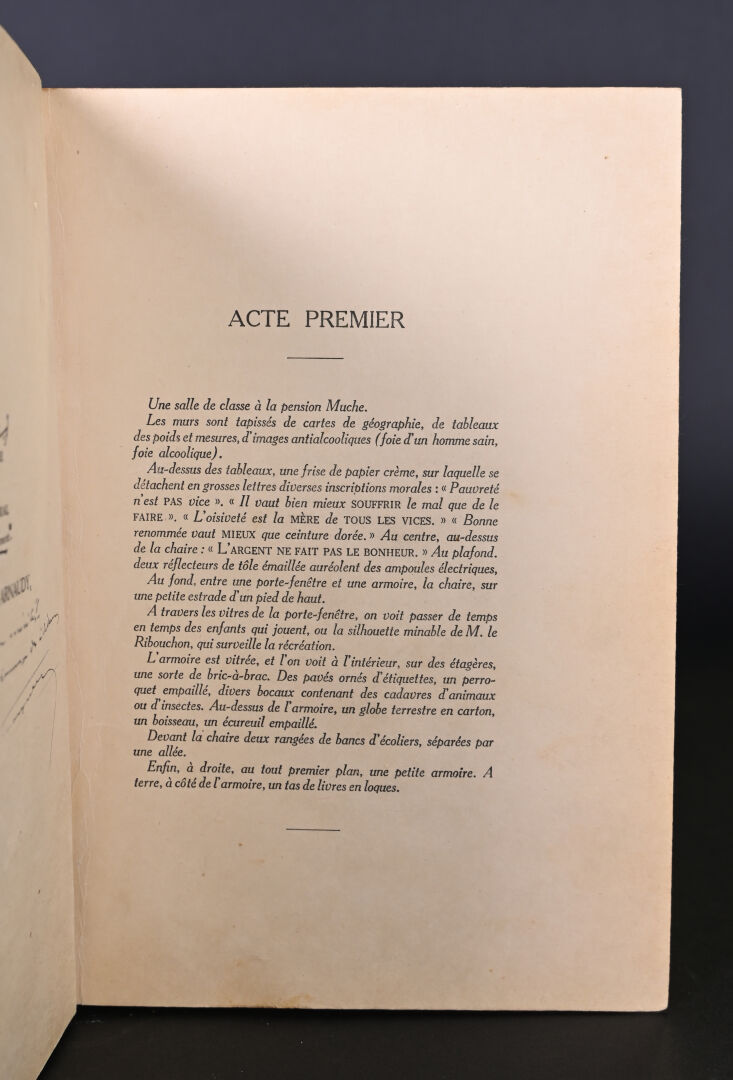 ACTE PREMIER
Une salle de classe à la pension Muche.
Les murs sont tapissés de cartes de géographie, de tableaux
des poids et mesures, d'images antialcooliques (foie d'un homme sain,
foie alcoolique).
Au-dessus des tableaux, une frise de papier crème, sur laquelle se
détachent en grosses lettres diverses inscriptions morales : « Pauvreté
n'est PAS vice ». « Il vaut bien mieux SOUFFRIR le mal que de le
FAIRE ». « L'oisiveté est la MÈRE de TOUS LES VICES. » « Bonne
renommée vaut MIEUX que ceinture dorée. » Au centre, au-dessus
de la chaire : « L'ARGENT NE FAIT PAS LE BONHEUR. » Au plafond.
deux réflecteurs de tôle émaillée auréolent des ampoules électriques,
Au fond, entre une porte-fenêtre et une armoire, la chaire, sur
une petite estrade d'un pied de haut.
A travers les vitres de la porte-fenêtre, on voit passer de temps
en temps des enfants qui jouent, ou la silhouette minable de M. le
Ribouchon, qui surveille la récréation.
L'armoire est vitrée, et l'on voit à l'intérieur, sur des étagères,
une sorte de bric-à-brac. Des pavés ornés d'étiquettes, un perro-
quet empaillé, divers bocaux contenant des cadavres d'animaux
ou d'insectes. Au-dessus de l'armoire, un globe terrestre en carton,
un boisseau, un écureuil empaillé.
Devant la chaire deux rangées de bancs d'écoliers, séparées par
une allée.
Enfin, à droite, au tout premier plan, une petite armoire. A
terre, à côté de l'armoire, un tas de livres en loques.
ARNAUDY,